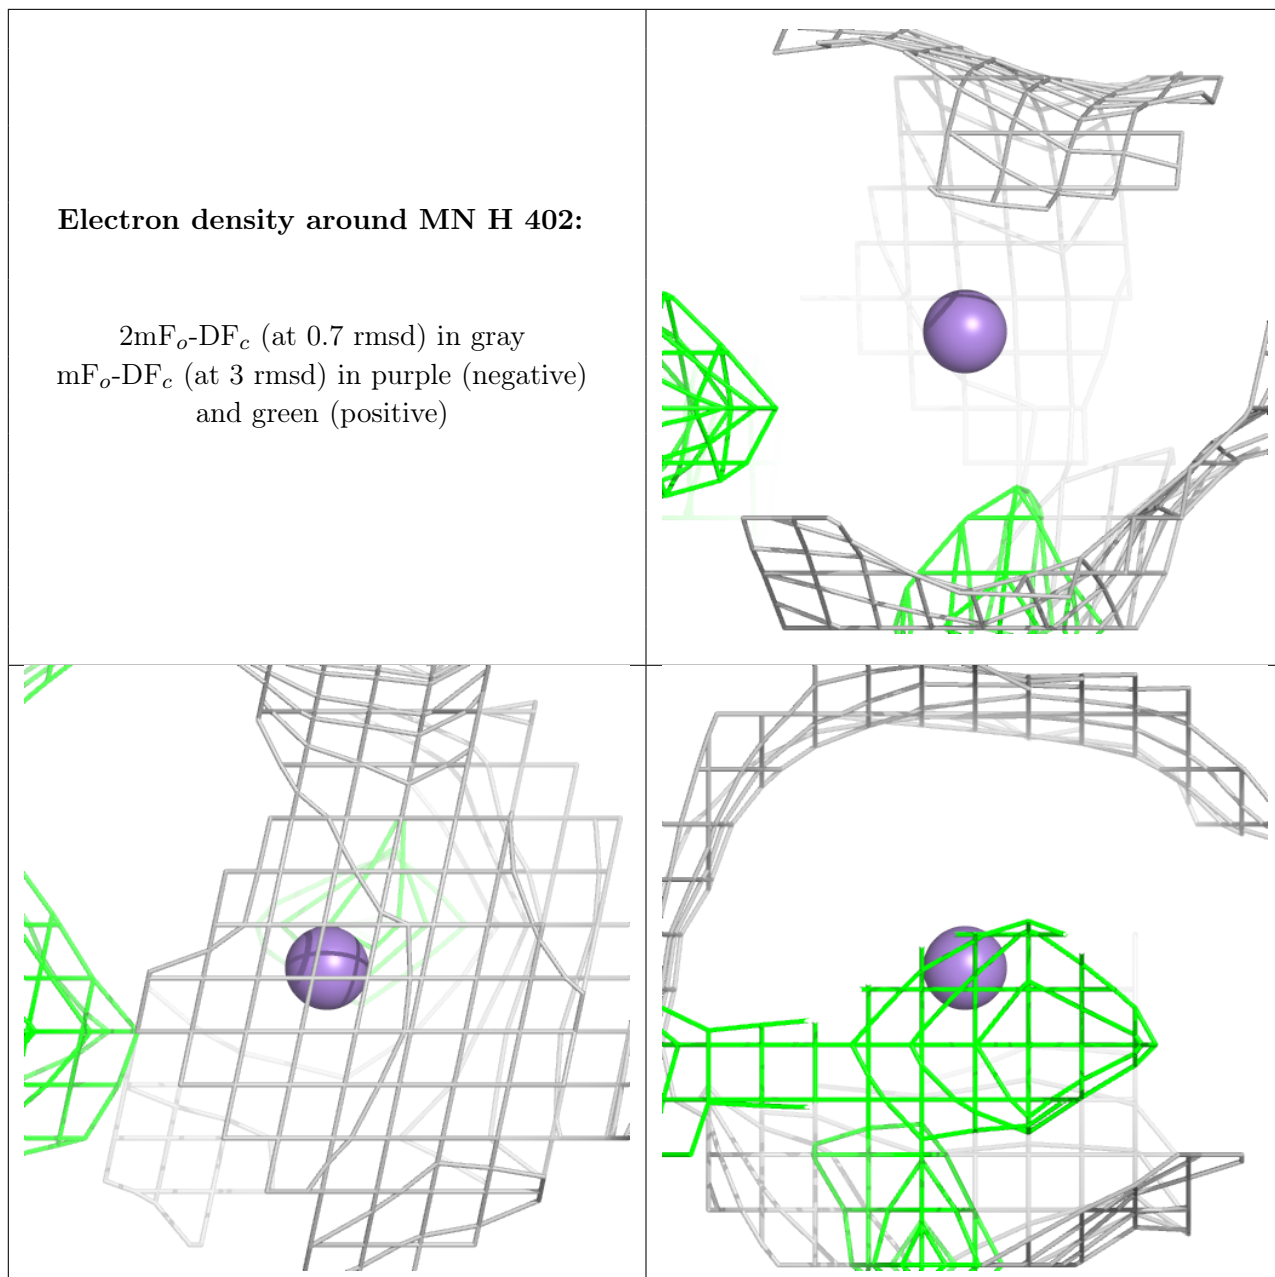 Electron density around MN H 402:
2mFo-DFc (at 0.7 rmsd) in gray
mFo-DFc (at 3 rmsd) in purple (negative)
and green (positive)